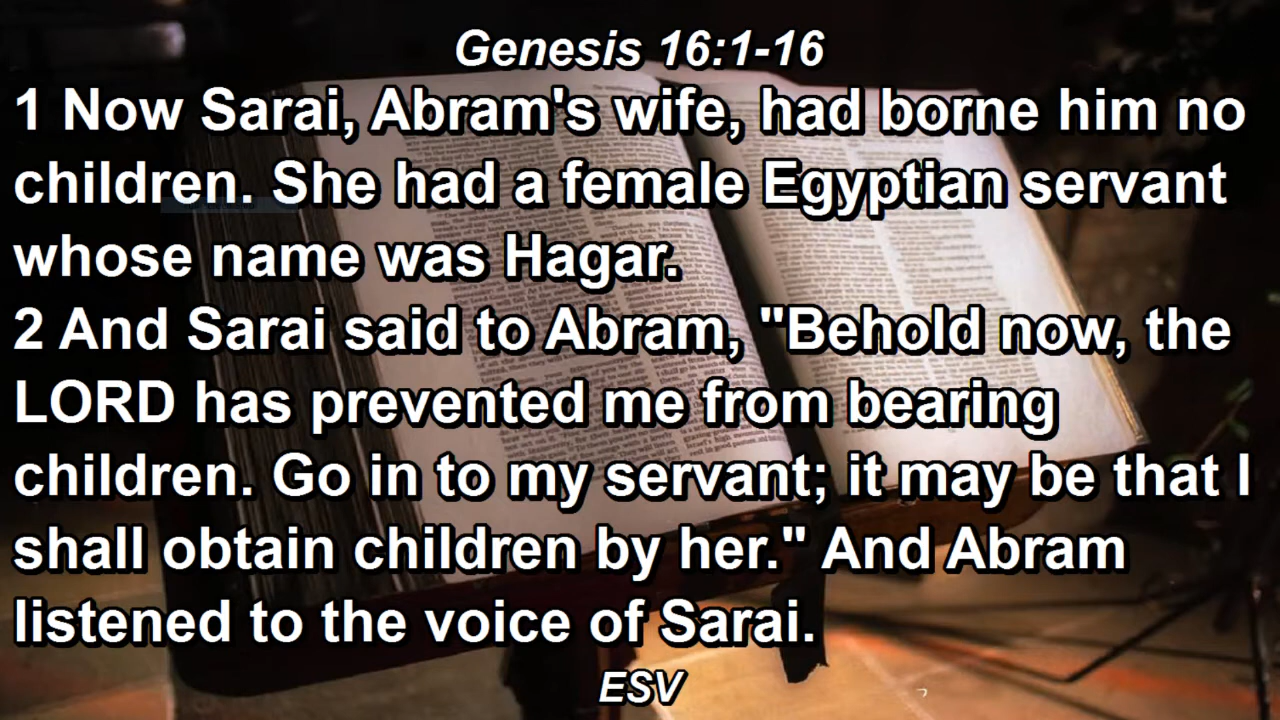 Genesis 16:1-16
1 Now Sarai, Abram's wife, had borne him no
children. She had a female Egyptian servant
whose name was Hagar.
2 And Sarai said to Abram, "Behold now, the
LORD has prevented me from bearing
children. Go in to my servant; it may be that I
shall obtain children by her." And Abram
listened to the voice of Sarai.
ESV